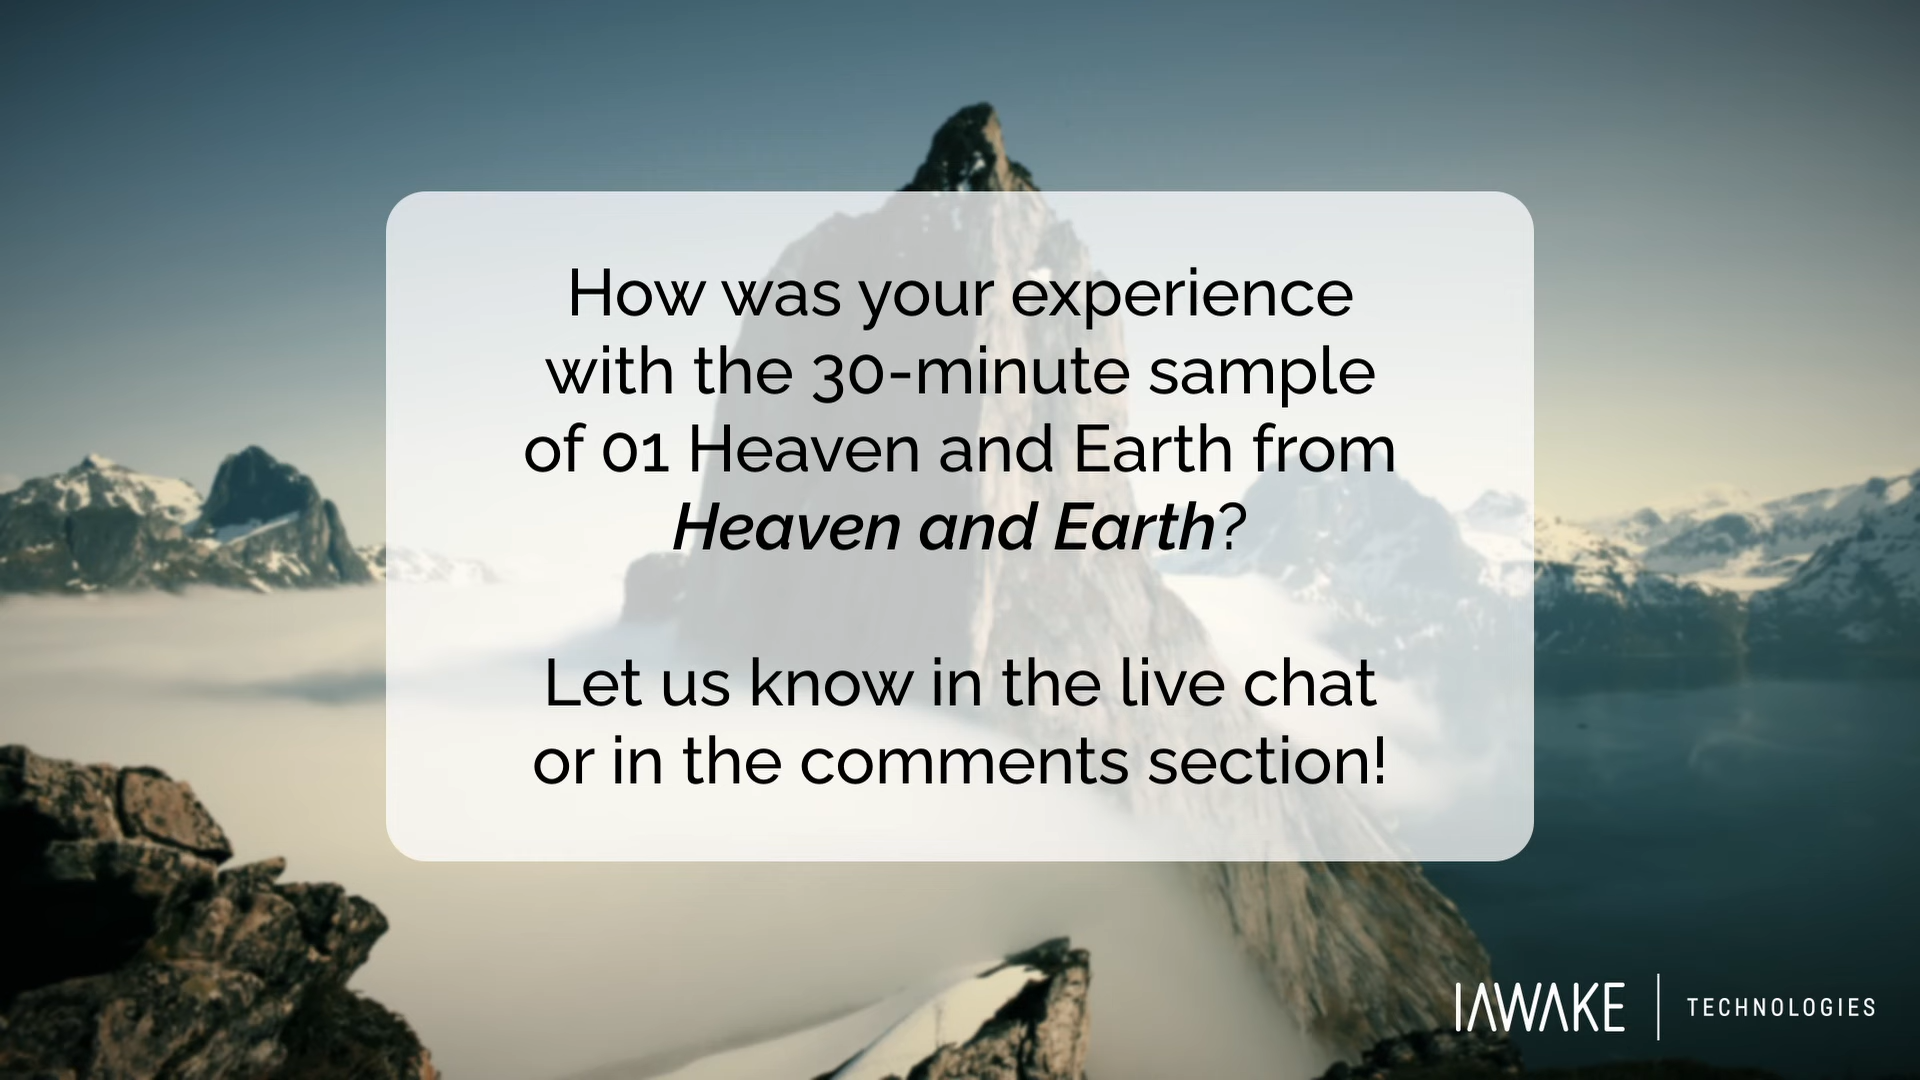 How was your experience
with the 30-minute sample
of 01 Heaven and Earth from
Heaven and Earth?
Let us know in the live chat
or in the comments section!
IAWAKE | TECHNOLOGIES